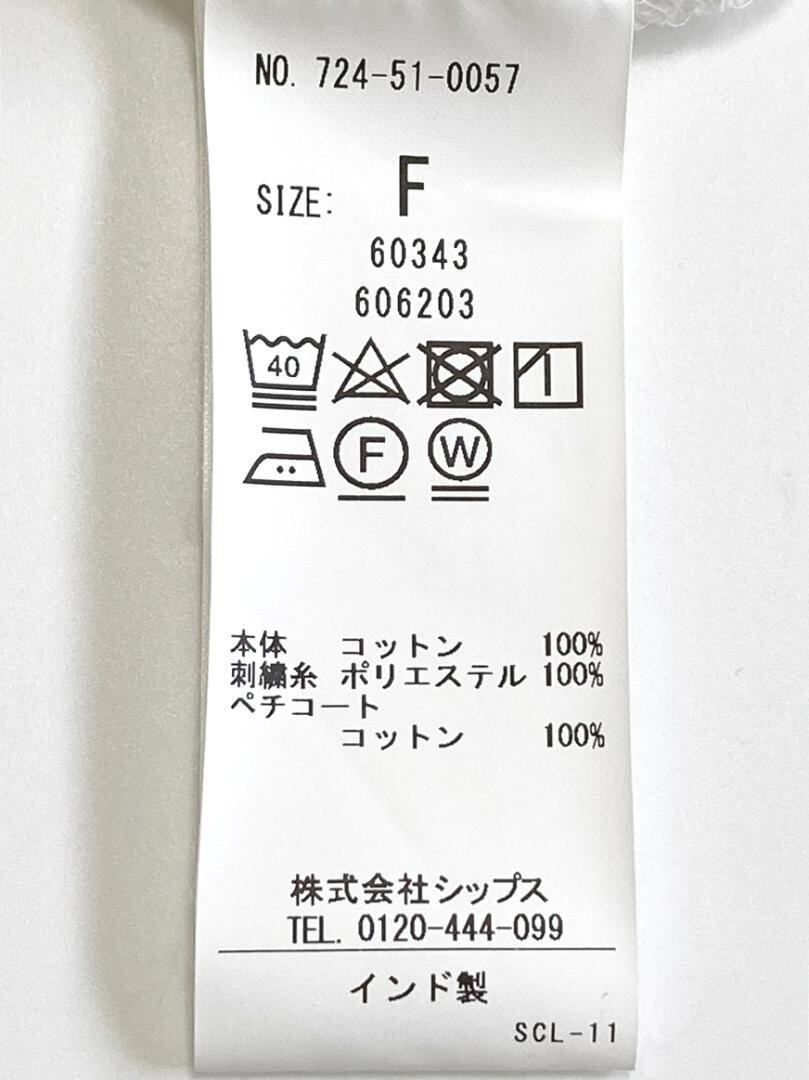 NO. 724-51-0057
SIZE: F
60343
606203
40
F W
本体 コットン 100%
刺繍糸 ポリエステル 100%
ペチコート
コットン 100%
株式会社シップス
TEL. 0120-444-099
インド製
SCL-11